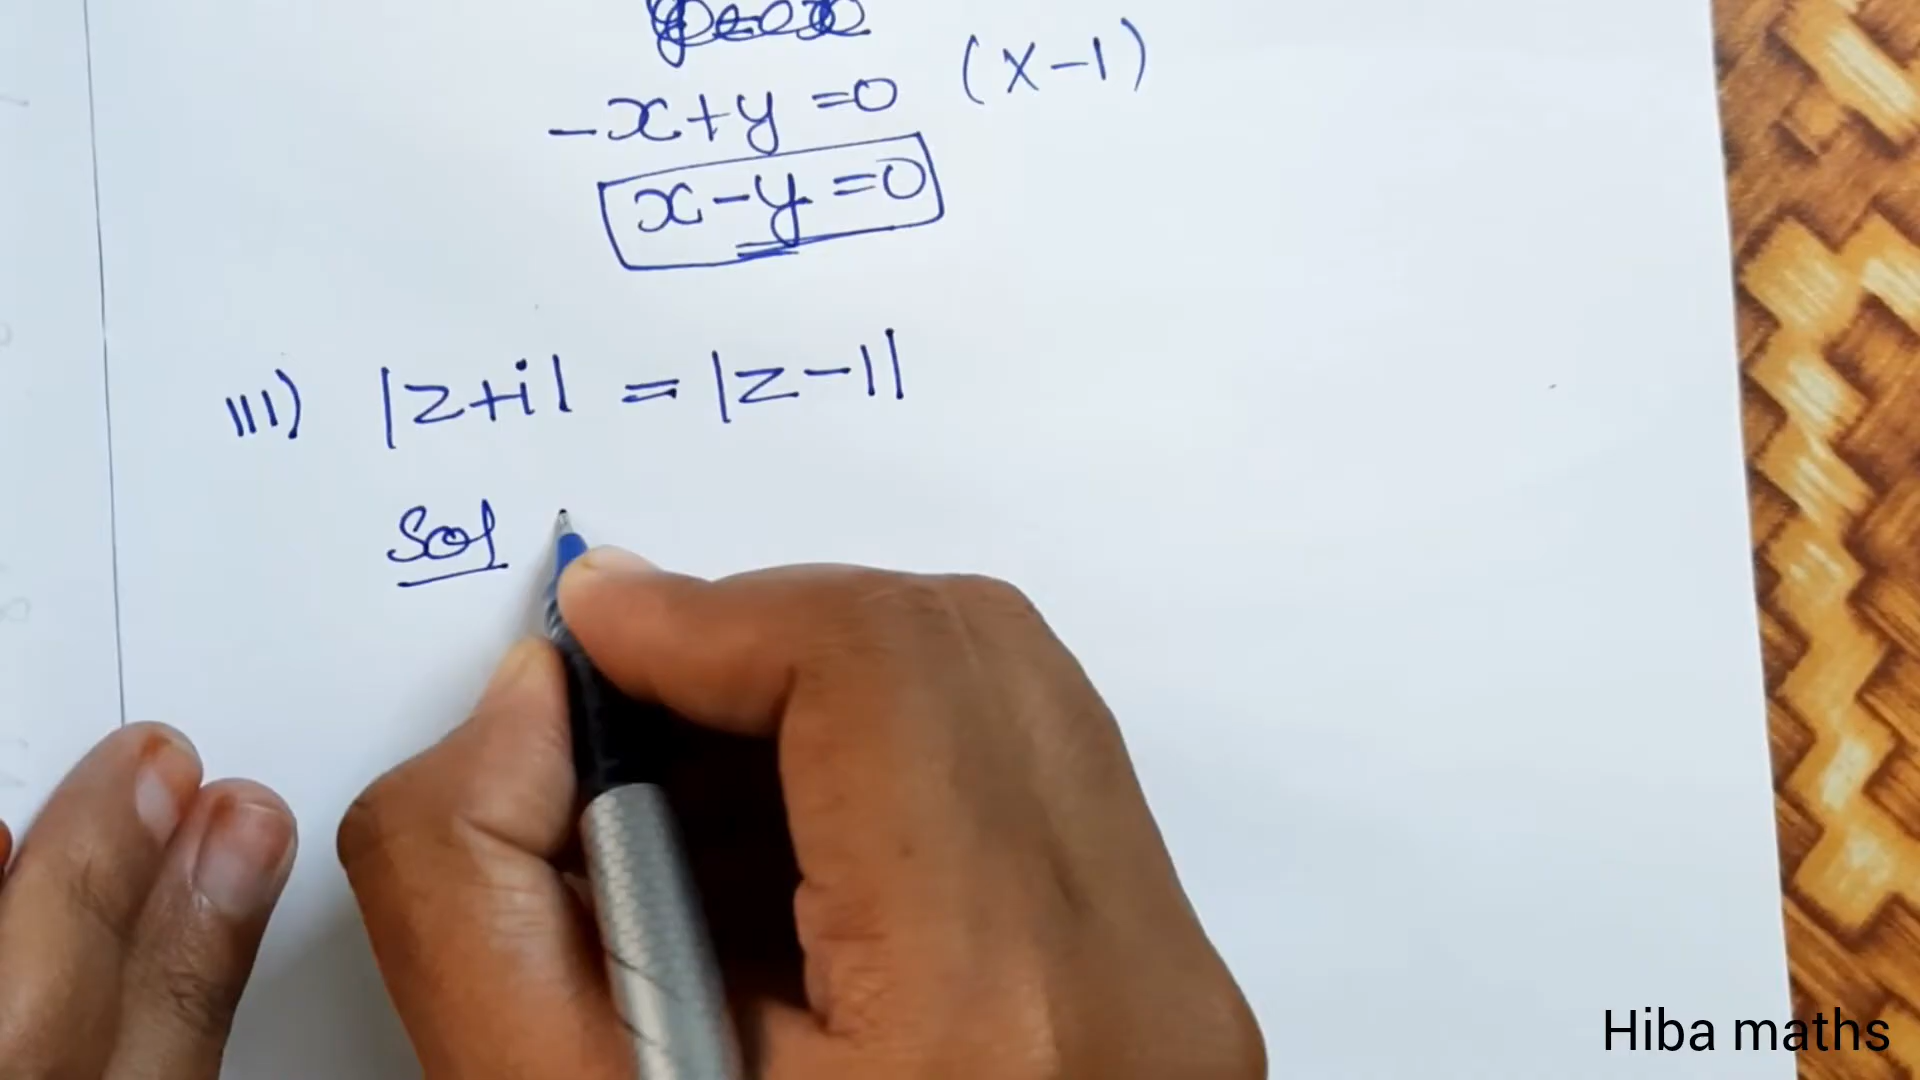 -x+y=0 (x-1)
x-y=0
iii) |z+i| = |z-1|
Sol
Hiba maths